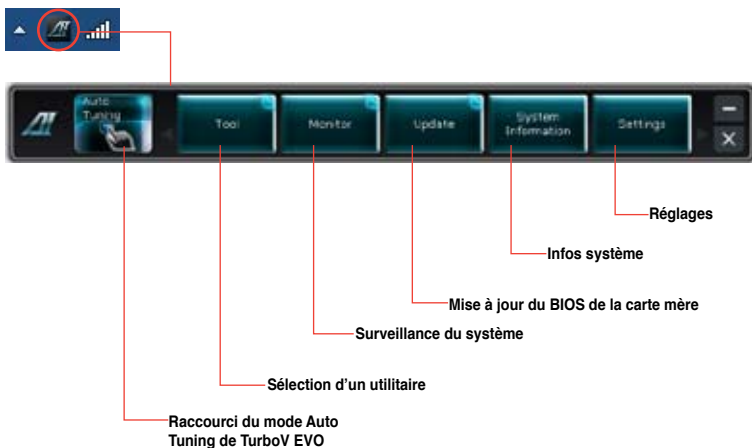 Auto
Tuning
Tool
Monitor
Update
System
Information
Settings
Réglages
Infos système
Mise à jour du BIOS de la carte mère
Surveillance du système
Sélection d’un utilitaire
Raccourci du mode Auto
Tuning de TurboV EVO